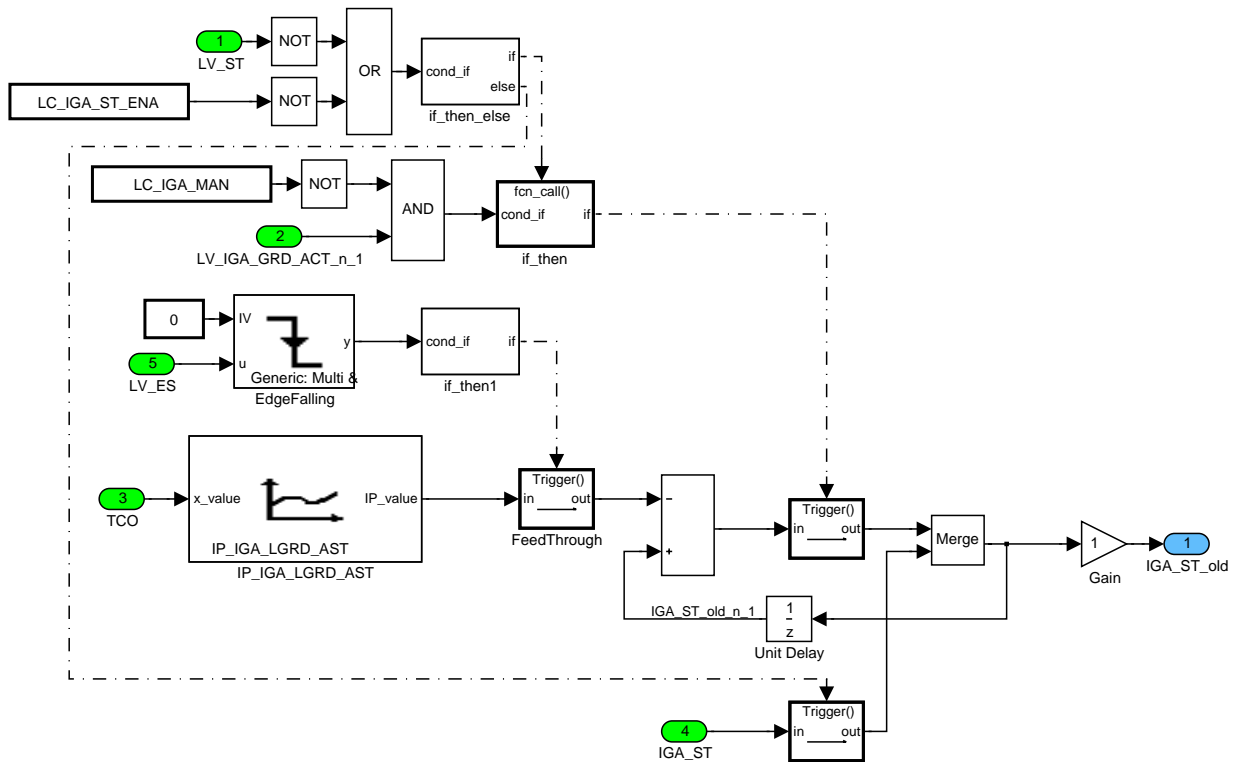 1
LV_ST
NOT
OR
LC_IGA_ST_ENA
NOT
cond_if
if
else
if_then_else
LC_IGA_MAN
NOT
AND
2
LV_IGA_GRD_ACT_n_1
fcn_call()
cond_if
if
if_then
0
IV
u
y
Generic: Multi &
EdgeFalling
5
LV_ES
cond_if
if
if_then1
3
TCO
x_value
IP_value
IP_IGA_LGRD_AST
IP_IGA_LGRD_AST
Trigger()
in
out
FeedThrough
−
+
IGA_ST_old_n_1
1
z
Unit Delay
Trigger()
in
out
Merge
1
Gain
1
IGA_ST_old
4
IGA_ST
Trigger()
in
out